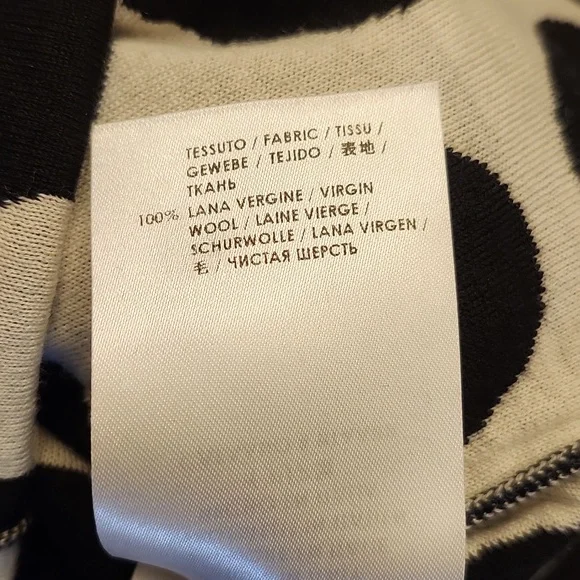 TESSUTO / FABRIC / TISSU /
GEWEBE / TEJIDO / 表地 /
ТКАНЬ
100% LANA VERGINE / VIRGIN
WOOL / LAINE VIERGE /
SCHURWOLLE / LANA VIRGEN /
毛 / ЧИСТАЯ ШЕРСТЬ